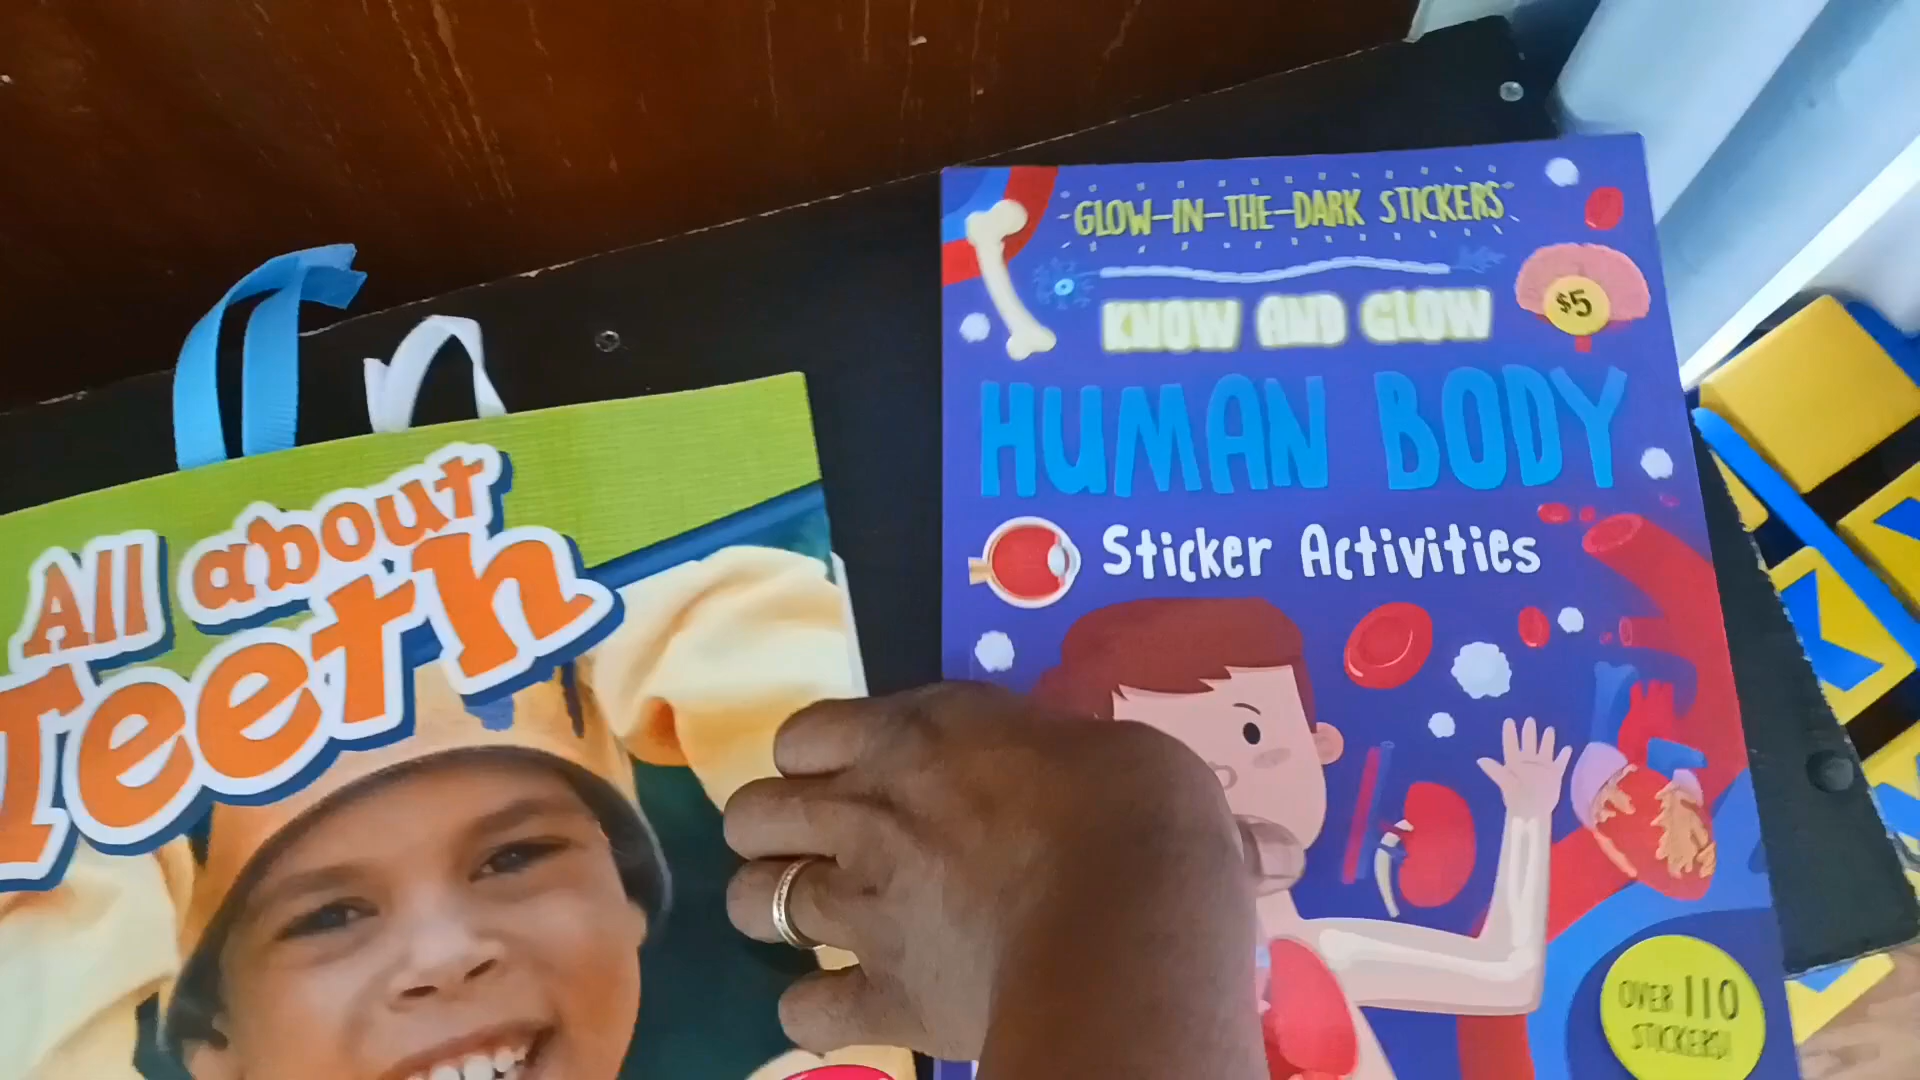 All about
Teeth
GLOW-IN-THE-DARK STICKERS
KNOW AND GLOW
$5
HUMAN BODY
Sticker Activities
OVER 110
STICKERS!